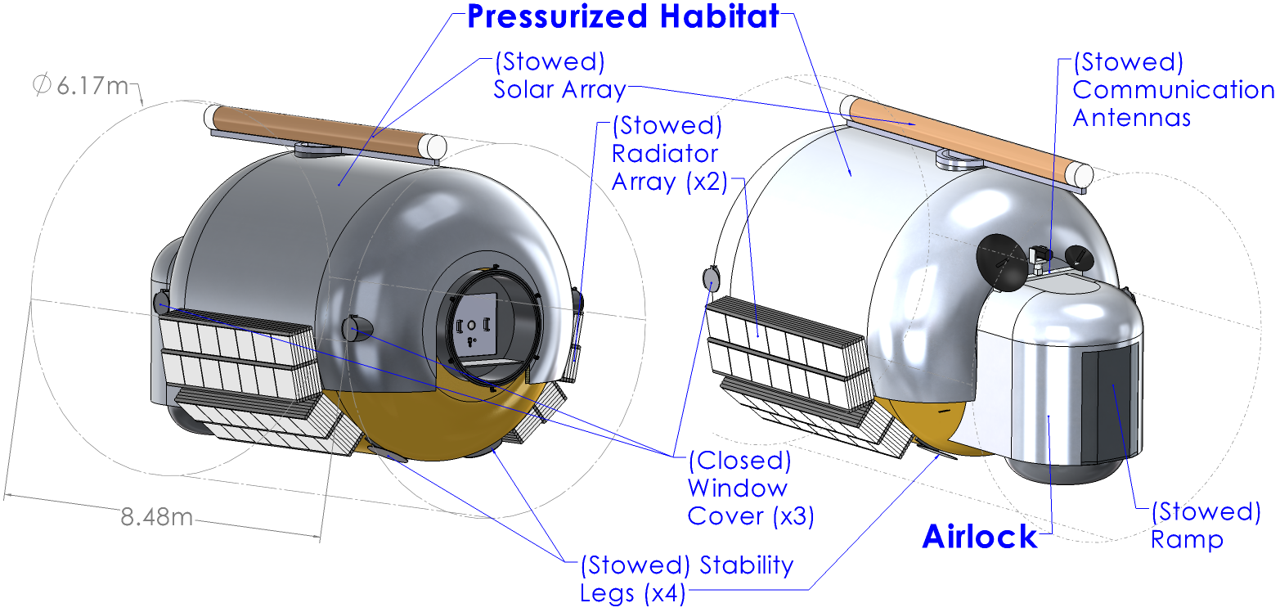 Pressurized Habitat
(Stowed)
Solar Array
(Stowed)
Communication
Antennas
⌀6.17m
(Stowed)
Radiator
Array (x2)
(Closed)
Window
Cover (x3)
8.48m
Airlock
(Stowed)
Ramp
(Stowed) Stability
Legs (x4)